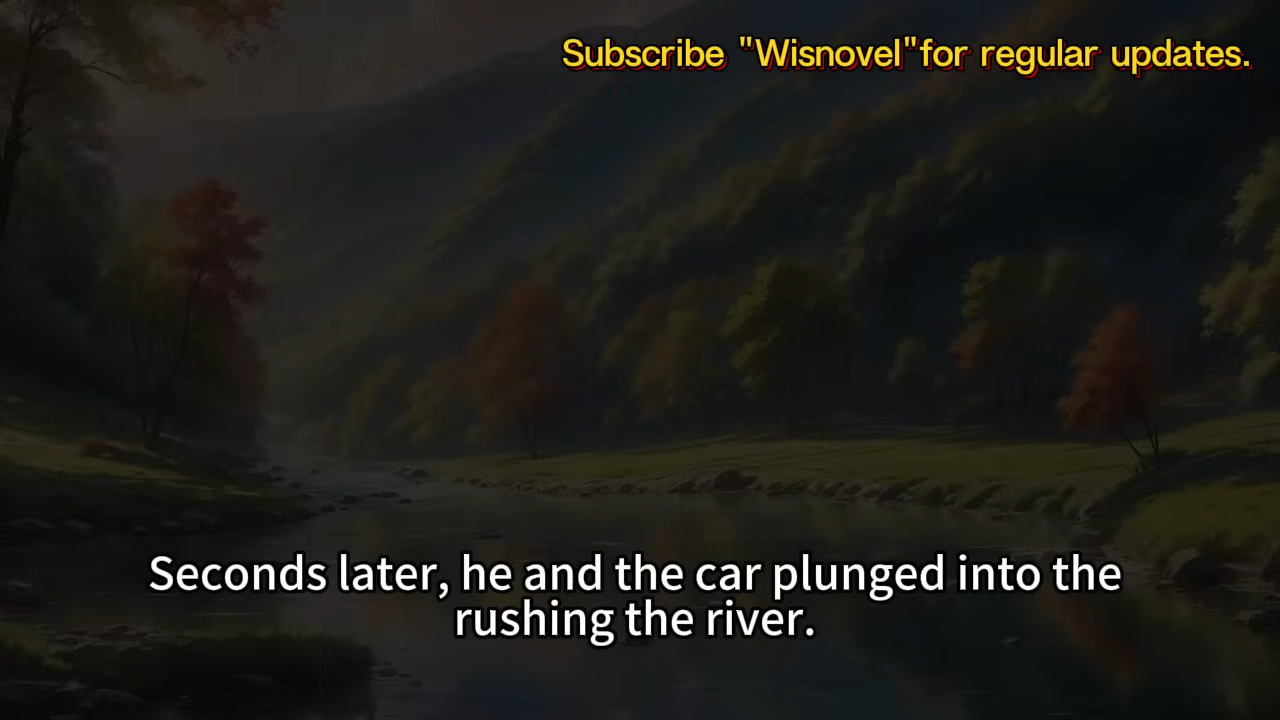 Subscribe "Wisnovel"for regular updates.
Seconds later, he and the car plunged into the
rushing the river.